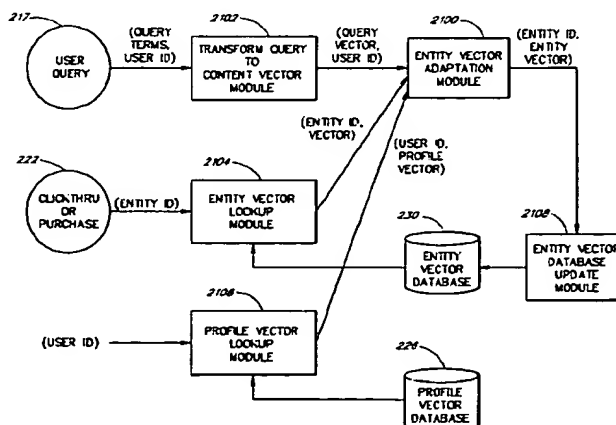 217
USER
QUERY
(QUERY
TERMS,
USER ID)
2102
TRANSFORM QUERY
TO
CONTENT VECTOR
MODULE
(QUERY
VECTOR,
USER ID)
2100
ENTITY VECTOR
ADAPTATION
MODULE
(ENTITY ID,
ENTITY
VECTOR)
(ENTITY ID,
VECTOR)
(USER ID,
PROFILE
VECTOR)
222
CLICKTHRU
OR
PURCHASE
(ENTITY ID)
2104
ENTITY VECTOR
LOOKUP
MODULE
230
ENTITY
VECTOR
DATABASE
2108
ENTITY VECTOR
DATABASE
UPDATE
MODULE
(USER ID)
2106
PROFILE VECTOR
LOOKUP
MODULE
226
PROFILE
VECTOR
DATABASE